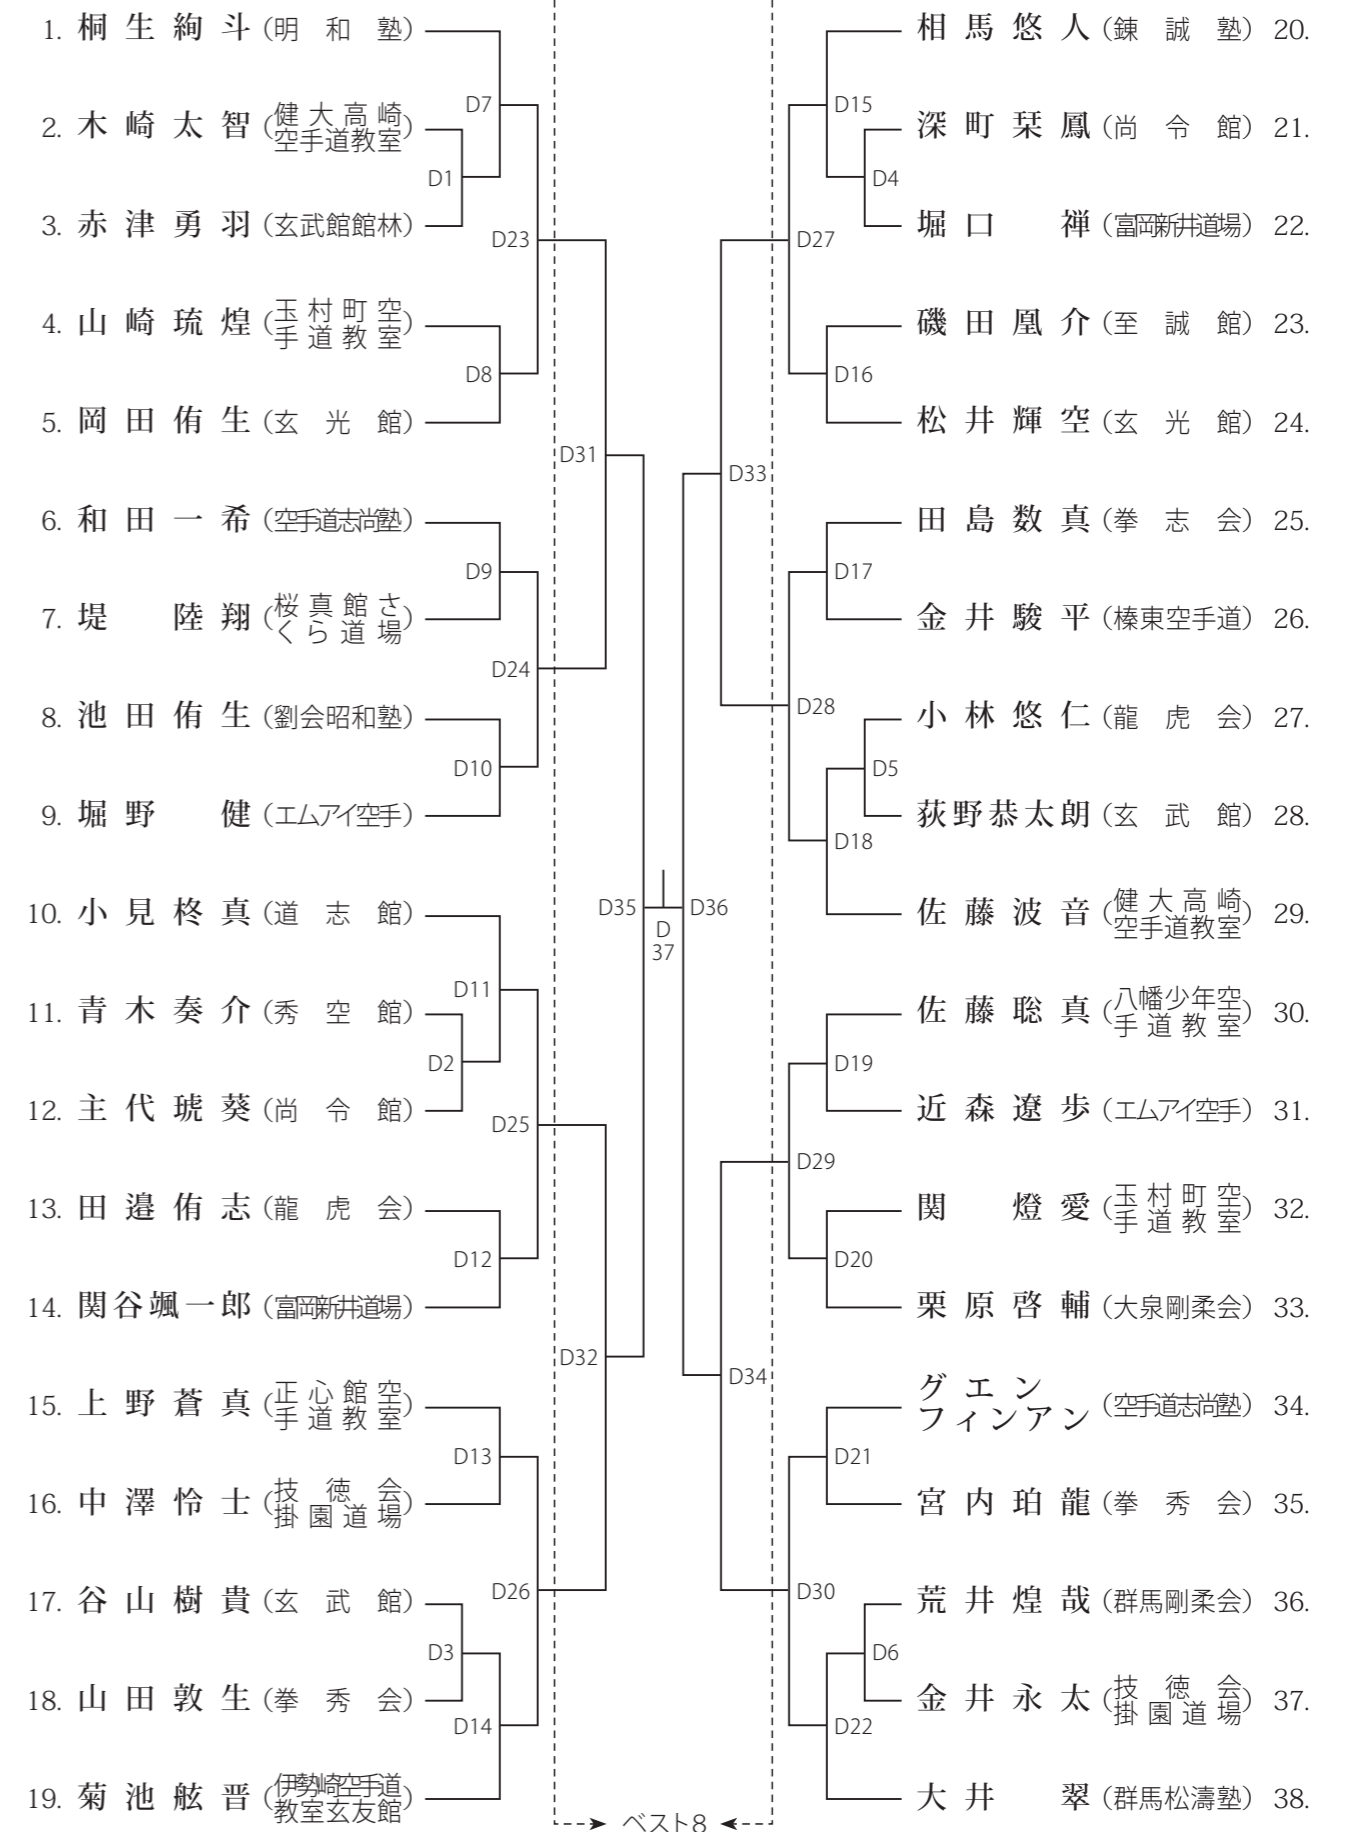 1. 桐生絢斗(明和塾)
2. 木崎太智(健大高崎空手道教室)
3. 赤津勇羽(玄武館館林)
4. 山崎琉煌(玉村町空手道教室)
5. 岡田侑生(玄光館)
6. 和田一希(空手道志尚塾)
7. 堤陸翔(桜真館さくら道場)
8. 池田侑生(劉会昭和塾)
9. 堀野健(エムアイ空手)
10. 小見柊真(道志館)
11. 青木奏介(秀空館)
12. 主代琥葵(尚令館)
13. 田邉侑志(龍虎会)
14. 関谷颯一郎(富岡新井道場)
15. 上野蒼真(正心館空手道教室)
16. 中澤怜士(技徳会掛園道場)
17. 谷山樹貴(玄武館)
18. 山田敦生(拳秀会)
19. 菊池舷晋(伊勢崎空手道教室玄友館)
D7
D1
D23
D8
D31
D9
D24
D10
D35
D11
D2
D25
D12
D32
D13
D26
D3
D14
D
37
D15
D4
D27
D16
D33
D17
D28
D5
D18
D36
D19
D29
D20
D34
D21
D30
D6
D22
相馬悠人(錬誠塾) 20.
深町栞鳳(尚令館) 21.
堀口禅(富岡新井道場) 22.
磯田凰介(至誠館) 23.
松井輝空(玄光館) 24.
田島数真(拳志会) 25.
金井駿平(榛東空手道) 26.
小林悠仁(龍虎会) 27.
荻野恭太朗(玄武館) 28.
佐藤波音(健大高崎空手道教室) 29.
佐藤聡真(八幡少年空手道教室) 30.
近森遼歩(エムアイ空手) 31.
関燈愛(玉村町空手道教室) 32.
栗原啓輔(大泉剛柔会) 33.
グエンフィンアン(空手道志尚塾) 34.
宮内珀龍(拳秀会) 35.
荒井煌哉(群馬剛柔会) 36.
金井永太(技徳会掛園道場) 37.
大井翠(群馬松濤塾) 38.
ベスト8